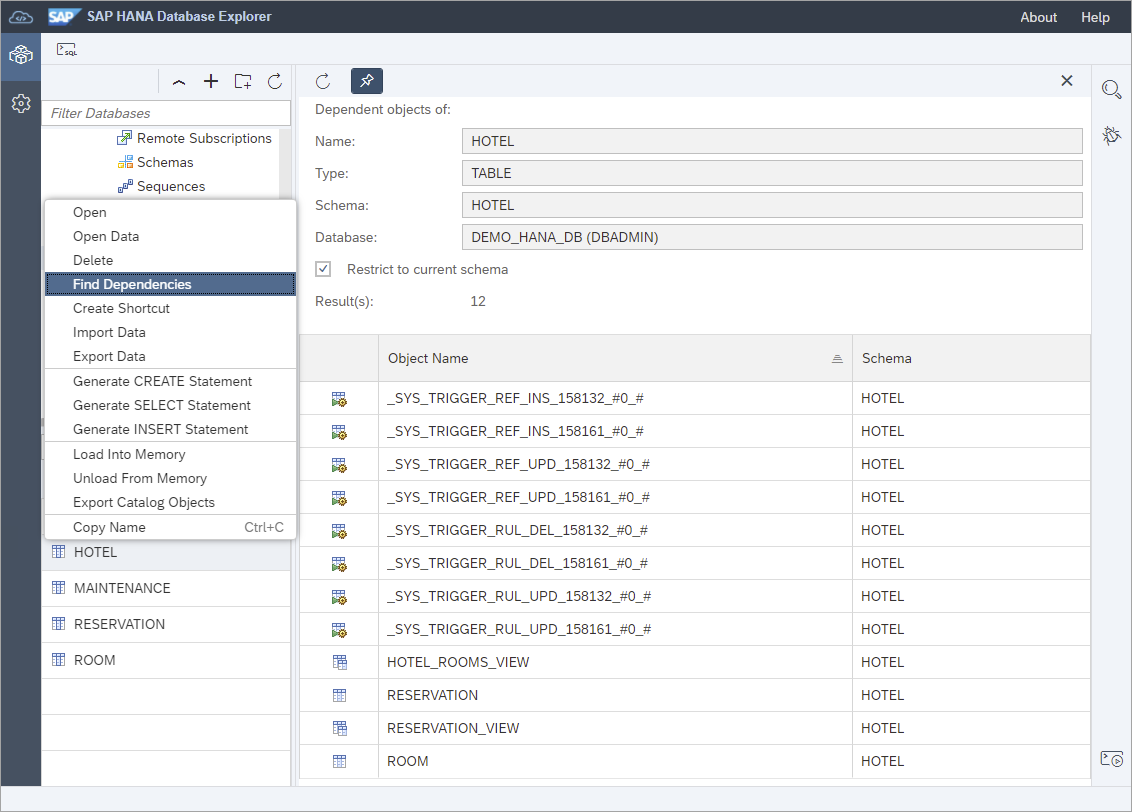 SAP SAP HANA Database Explorer About Help
SQL
Filter Databases
Remote Subscriptions
Schemas
Sequences
Open
Open Data
Delete
Find Dependencies
Create Shortcut
Import Data
Export Data
Generate CREATE Statement
Generate SELECT Statement
Generate INSERT Statement
Load Into Memory
Unload From Memory
Export Catalog Objects
Copy Name Ctrl+C
HOTEL
MAINTENANCE
RESERVATION
ROOM
Dependent objects of:
Name: HOTEL
Type: TABLE
Schema: HOTEL
Database: DEMO_HANA_DB (DBADMIN)
Restrict to current schema
Result(s): 12
Object Name Schema
_SYS_TRIGGER_REF_INS_158132_#0_# HOTEL
_SYS_TRIGGER_REF_INS_158161_#0_# HOTEL
_SYS_TRIGGER_REF_UPD_158132_#0_# HOTEL
_SYS_TRIGGER_REF_UPD_158161_#0_# HOTEL
_SYS_TRIGGER_RUL_DEL_158132_#0_# HOTEL
_SYS_TRIGGER_RUL_DEL_158161_#0_# HOTEL
_SYS_TRIGGER_RUL_UPD_158132_#0_# HOTEL
_SYS_TRIGGER_RUL_UPD_158161_#0_# HOTEL
HOTEL_ROOMS_VIEW HOTEL
RESERVATION HOTEL
RESERVATION_VIEW HOTEL
ROOM HOTEL